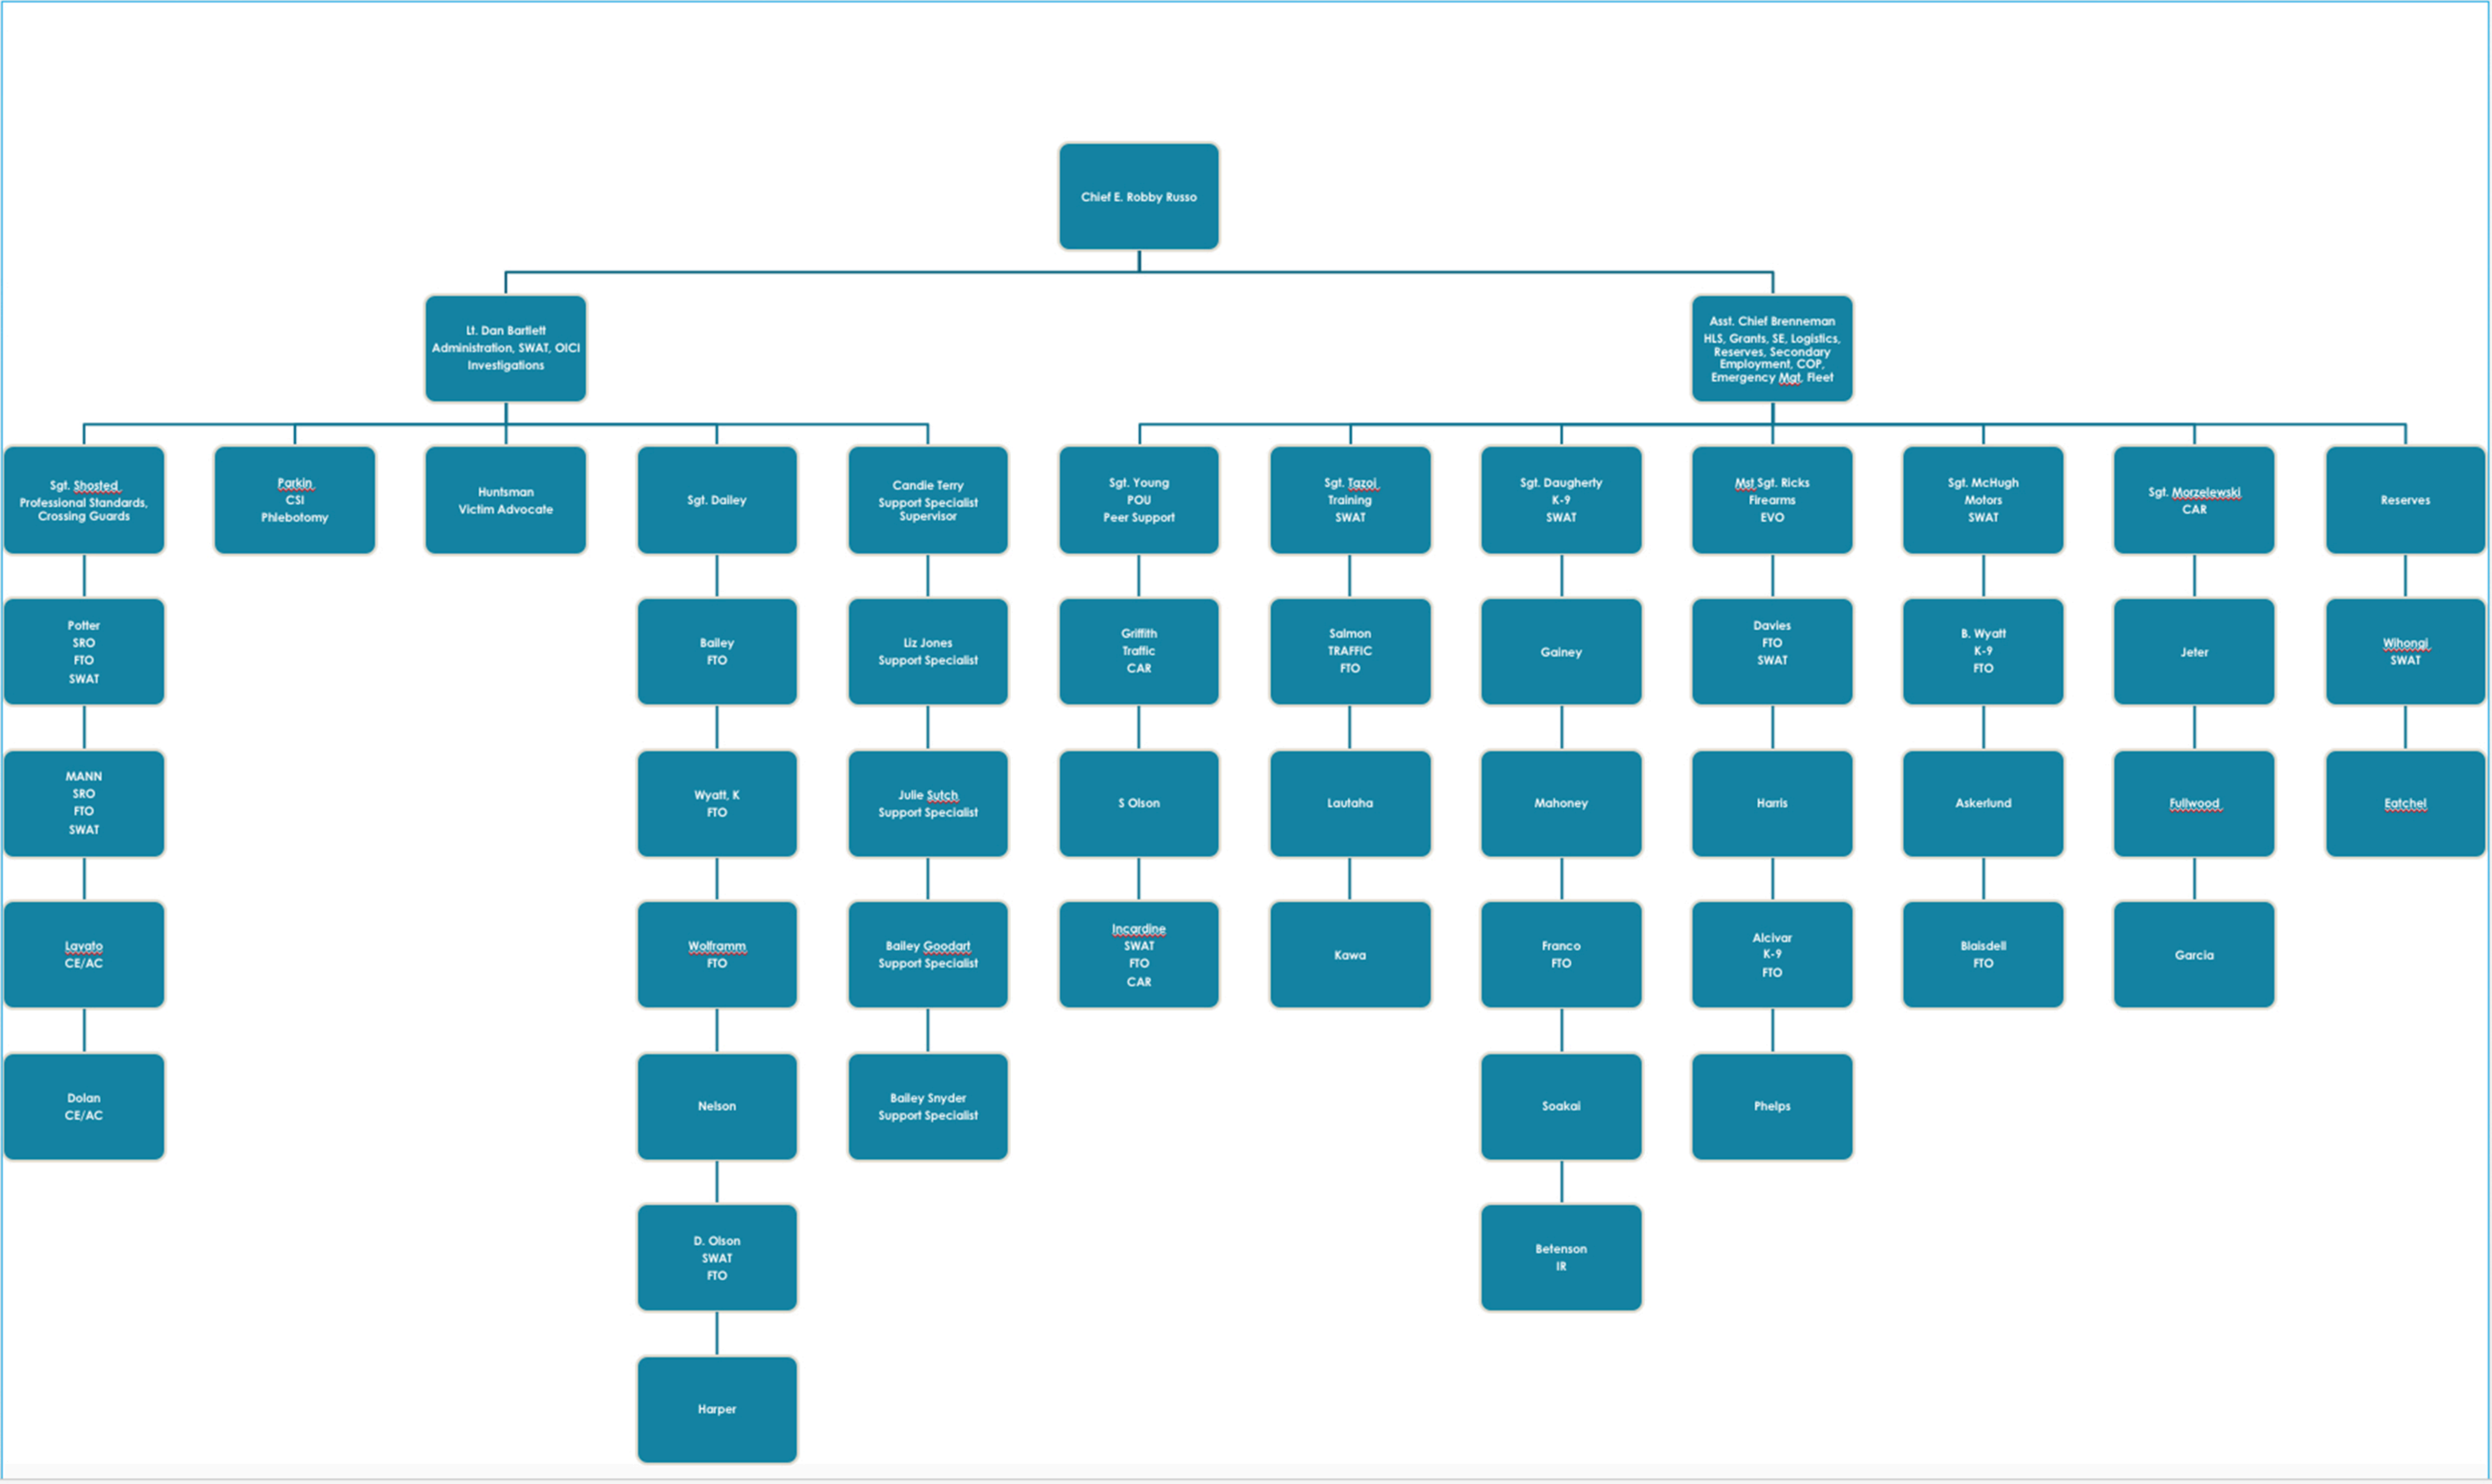 Chief E. Robby Russo
Lt. Dan Bartlett
Administration, SWAT, OICI
Investigations
Asst. Chief Brenneman
HLS, Grants, SE, Logistics,
Reserves, Secondary
Employment, COP,
Emergency Mgt. Fleet
Sgt. Shosted
Professional Standards,
Crossing Guards
Parkin
CSI
Phlebotomy
Huntsman
Victim Advocate
Sgt. Dailey
Candie Terry
Support Specialist
Supervisor
Sgt. Young
POU
Peer Support
Sgt. Tazoi
Training
SWAT
Sgt. Daugherty
K-9
SWAT
Mst Sgt. Ricks
Firearms
EVO
Sgt. McHugh
Motors
SWAT
Sgt. Morzelewski
CAR
Reserves
Potter
SRO
FTO
SWAT
Bailey
FTO
Liz Jones
Support Specialist
Griffith
Traffic
CAR
Salmon
TRAFFIC
FTO
Gainey
Davies
FTO
SWAT
B. Wyatt
K-9
FTO
Jeter
Wihongi
SWAT
MANN
SRO
FTO
SWAT
Wyatt, K
FTO
Julie Sutch
Support Specialist
S Olson
Lautaha
Mahoney
Harris
Askerlund
Fullwood
Eatchel
Lavato
CE/AC
Wolframm
FTO
Bailey Goodart
Support Specialist
Incardine
SWAT
FTO
CAR
Kawa
Franco
FTO
Alcivar
K-9
FTO
Blaisdell
FTO
Garcia
Dolan
CE/AC
Nelson
Bailey Snyder
Support Specialist
Soakai
Phelps
D. Olson
SWAT
FTO
Betenson
IR
Harper